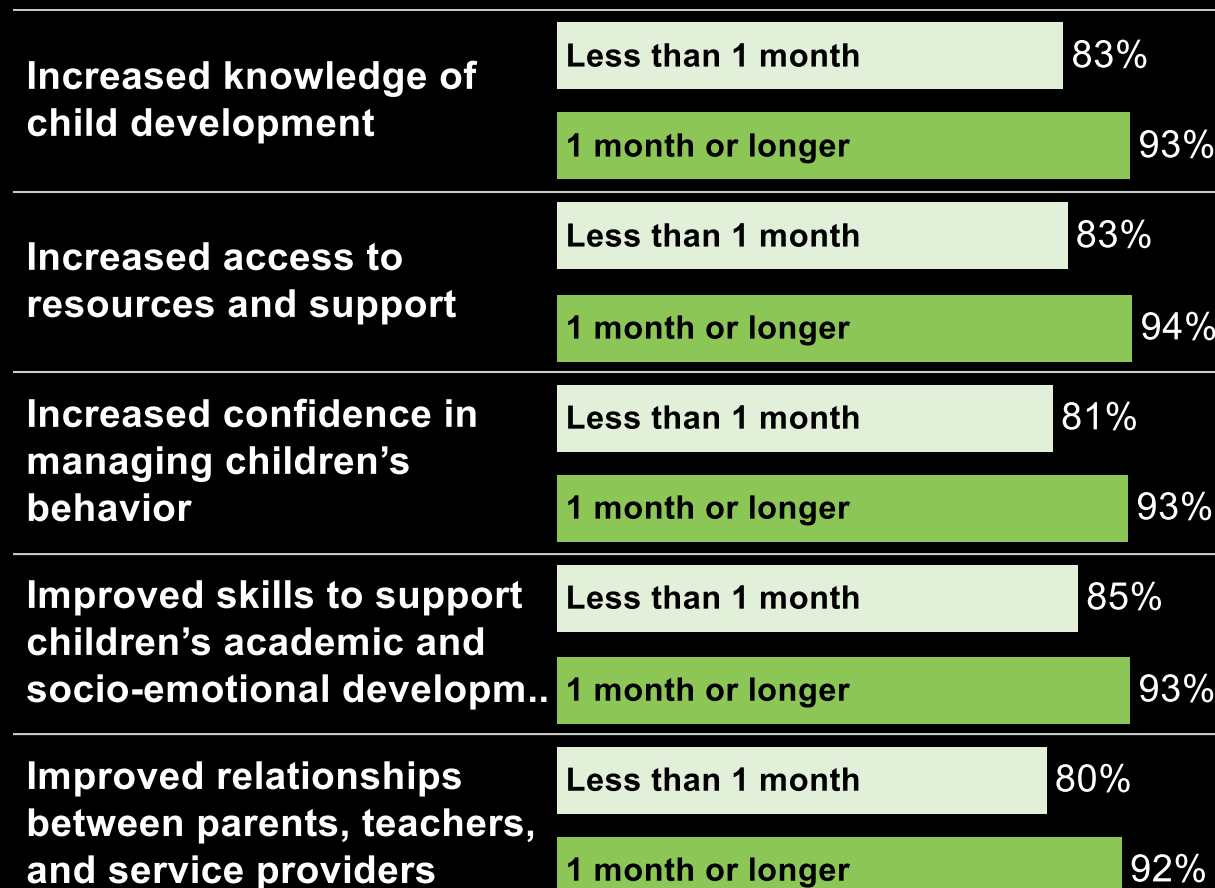 Increased knowledge of
child development
Less than 1 month 83%
1 month or longer 93%
Increased access to
resources and support
Less than 1 month 83%
1 month or longer 94%
Increased confidence in
managing children’s
behavior
Less than 1 month 81%
1 month or longer 93%
Improved skills to support
children’s academic and
socio-emotional developm..
Less than 1 month 85%
1 month or longer 93%
Improved relationships
between parents, teachers,
and service providers
Less than 1 month 80%
1 month or longer 92%